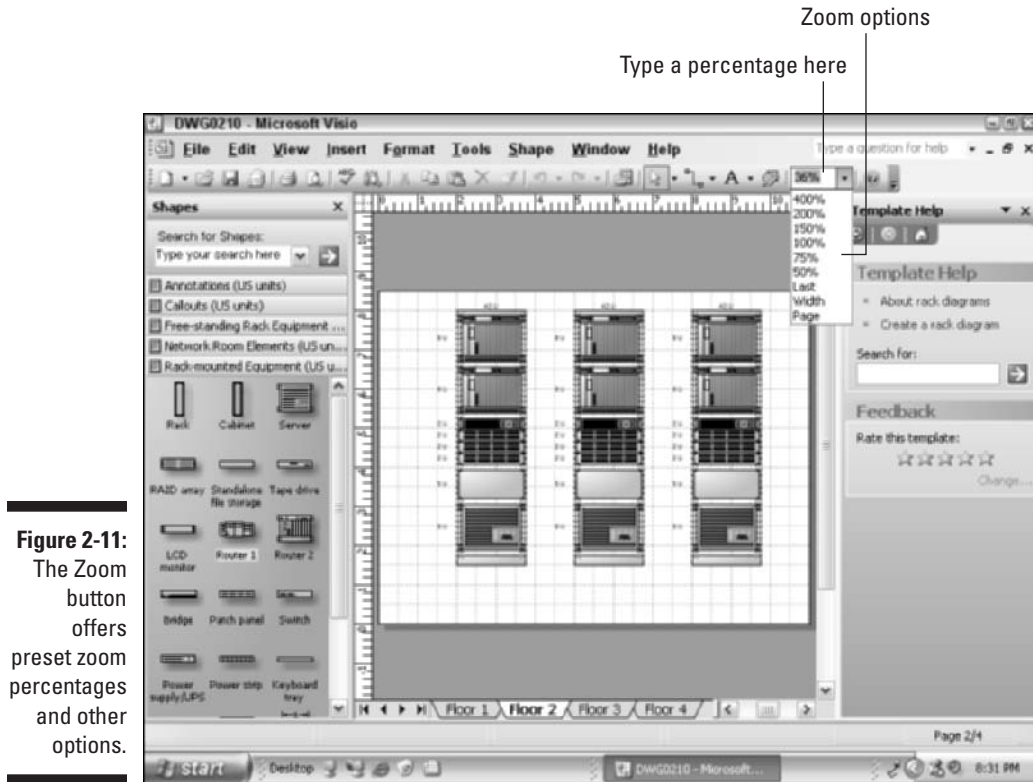 Zoom options
Type a percentage here
DWG0210 - Microsoft Visio
File Edit View Insert Format Tools Shape Window Help
Type a question for help
36%
400%
200%
150%
100%
75%
50%
Last
Width
Page
Shapes
Search for Shapes:
Type your search here
Annotations (US units)
Callouts (US units)
Free-standing Rack Equipment ...
Network Room Elements (US un...
Rack-mounted Equipment (US u...
Rack Cabinet Server
RAID array Standalone file storage Tape drive
LCD monitor Router 1 Router 2
Bridge Patch panel Switch
Power supply/UPS Power strip Keyboard tray
Template Help
Template Help
About rack diagrams
Create a rack diagram
Search for:
Feedback
Rate this template:
Change...
Floor 1 Floor 2 Floor 3 Floor 4
Page 2/4
start Desktop DWG0210 - Microsoft... 8:31 PM
Figure 2-11:
The Zoom
button
offers
preset zoom
percentages
and other
options.